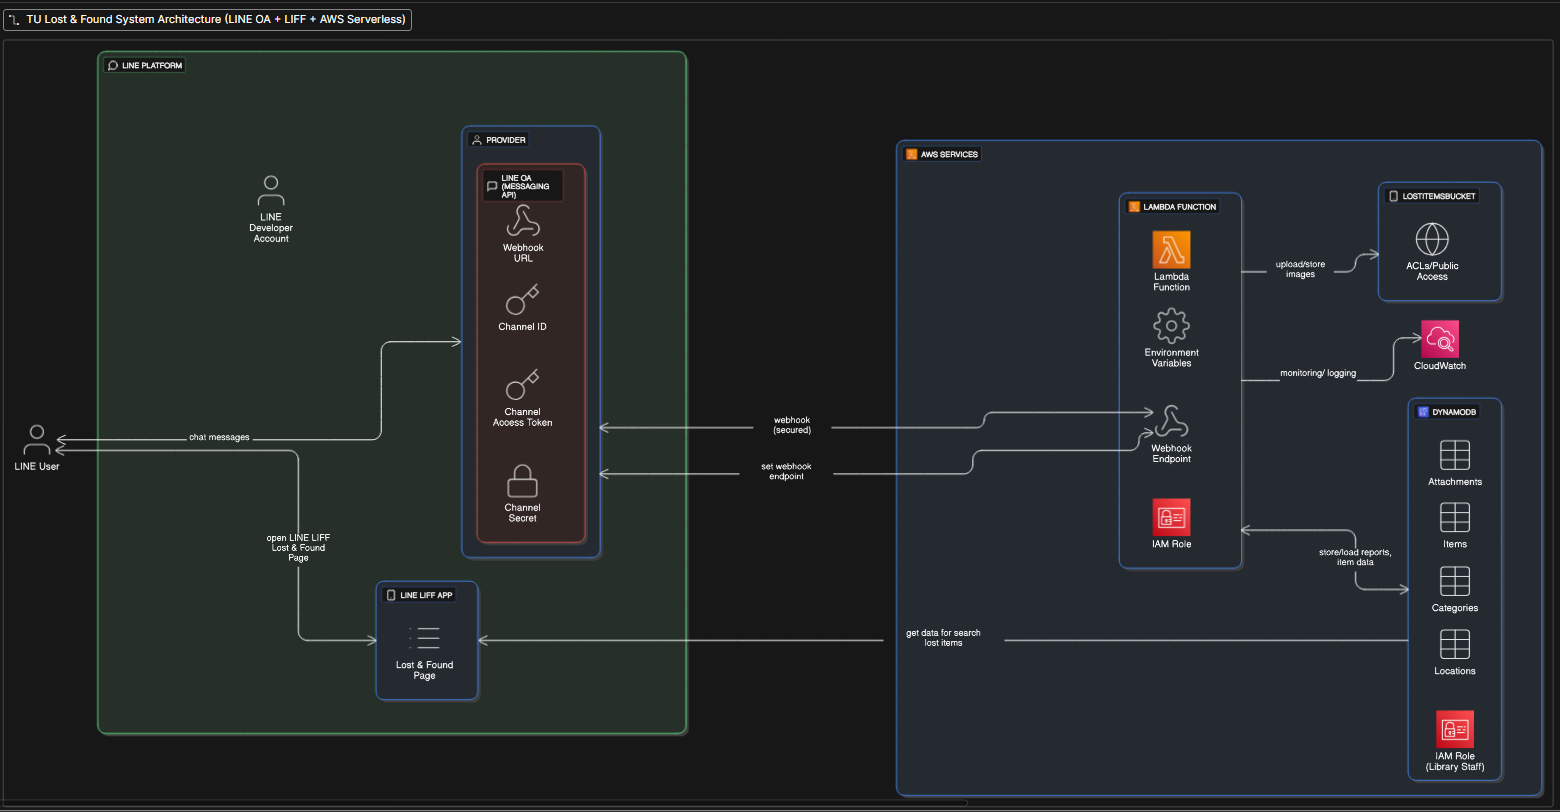 TU Lost & Found System Architecture (LINE OA + LIFF + AWS Serverless)
LINE PLATFORM
LINE
Developer
Account
PROVIDER
LINE OA
(MESSAGING
API)
Webhook
URL
Channel ID
Channel
Access Token
Channel
Secret
LINE User
chat messages
open LINE LIFF
Lost & Found
Page
LINE LIFF APP
Lost & Found
Page
webhook
(secured)
set webhook
endpoint
get data for search
lost items
AWS SERVICES
LAMBDA FUNCTION
Lambda
Function
Environment
Variables
Webhook
Endpoint
IAM Role
upload/store
images
monitoring/ logging
store/load reports,
item data
LOSTITEMSBUCKET
ACLs/Public
Access
CloudWatch
DYNAMODB
Attachments
Items
Categories
Locations
IAM Role
(Library Staff)